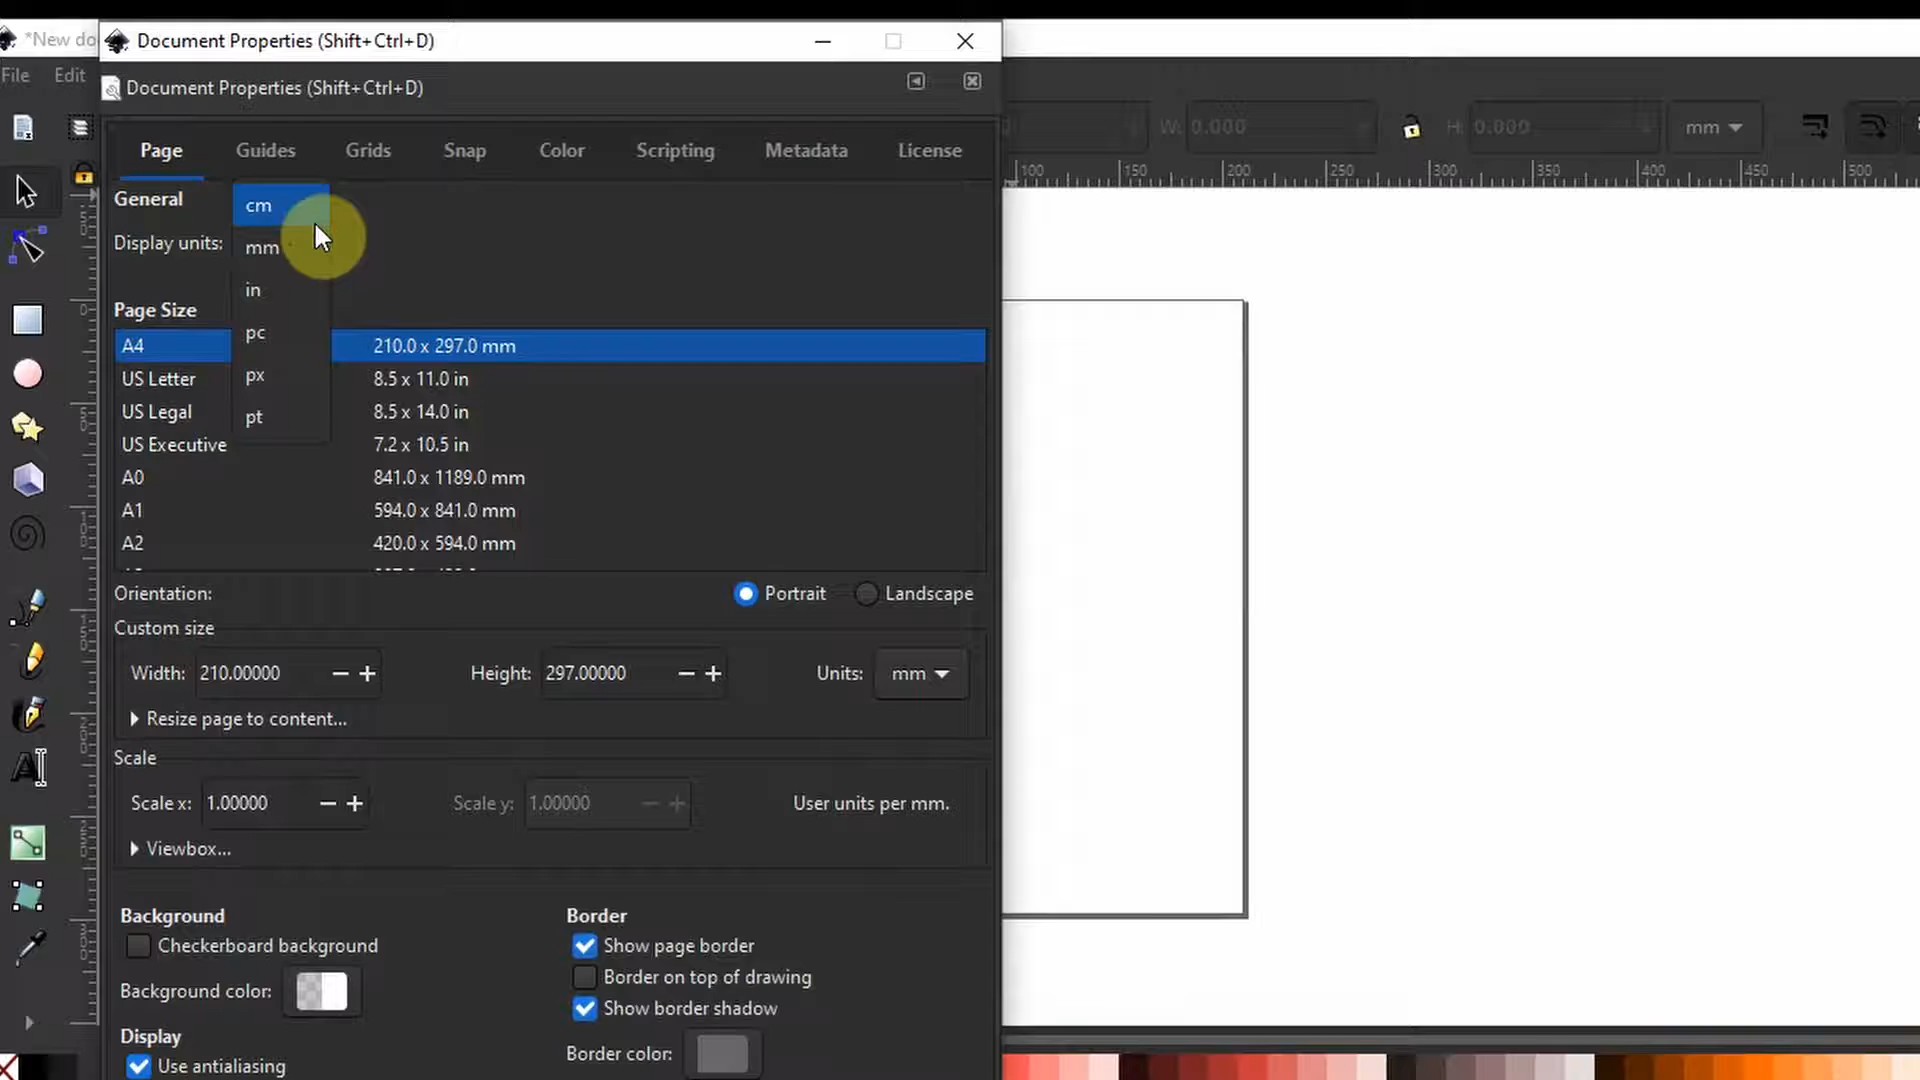 *New do
Document Properties (Shift+Ctrl+D)
File Edit
Document Properties (Shift+Ctrl+D)
Page Guides Grids Snap Color Scripting Metadata License
W: 0.000 H: 0.000 mm
100 150 200 250 300 350 400 450 500
General
cm
Display units:
mm
in
pc
px
pt
Page Size
A4 210.0 x 297.0 mm
US Letter 8.5 x 11.0 in
US Legal 8.5 x 14.0 in
US Executive 7.2 x 10.5 in
A0 841.0 x 1189.0 mm
A1 594.0 x 841.0 mm
A2 420.0 x 594.0 mm
Orientation: Portrait Landscape
Custom size
Width: 210.00000 − + Height: 297.00000 − + Units: mm
Resize page to content...
Scale
Scale x: 1.00000 − + Scale y: 1.00000 − + User units per mm.
Viewbox...
Background Border
Checkerboard background Show page border
Border on top of drawing
Background color: Show border shadow
Display
Border color:
Use antialiasing